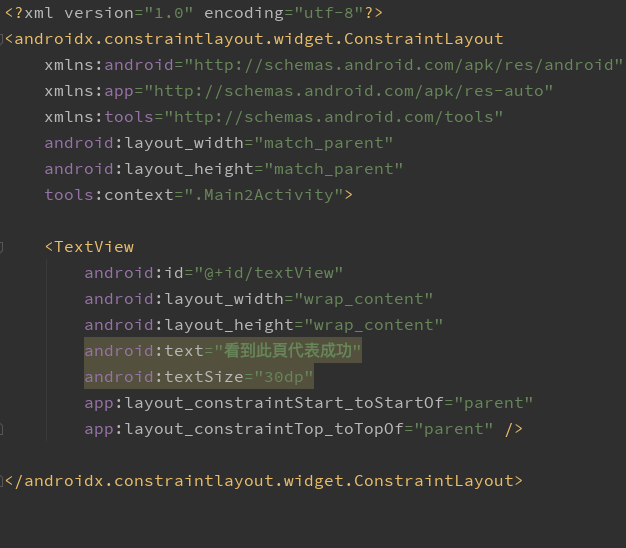 <?xml version="1.0" encoding="utf-8"?>
<androidx.constraintlayout.widget.ConstraintLayout
xmlns:android="http://schemas.android.com/apk/res/android"
xmlns:app="http://schemas.android.com/apk/res-auto"
xmlns:tools="http://schemas.android.com/tools"
android:layout_width="match_parent"
android:layout_height="match_parent"
tools:context=".Main2Activity">
<TextView
android:id="@+id/textView"
android:layout_width="wrap_content"
android:layout_height="wrap_content"
android:text="看到此頁代表成功"
android:textSize="30dp"
app:layout_constraintStart_toStartOf="parent"
app:layout_constraintTop_toTopOf="parent" />
</androidx.constraintlayout.widget.ConstraintLayout>